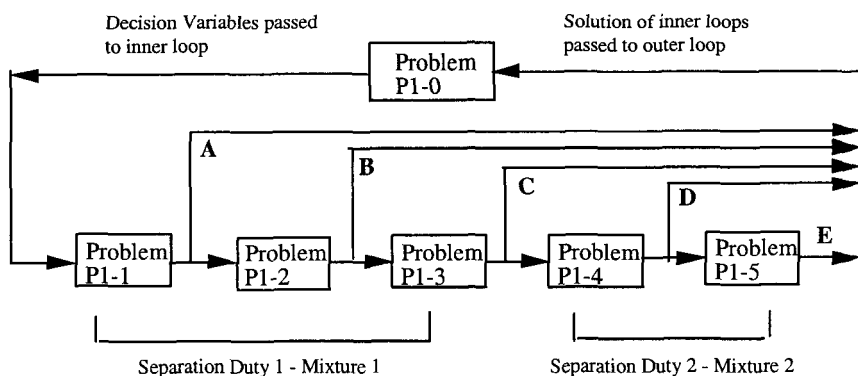 Decision Variables passed
to inner loop
Solution of inner loops
passed to outer loop
Problem
P1-0
A
B
C
D
E
Problem
P1-1
Problem
P1-2
Problem
P1-3
Problem
P1-4
Problem
P1-5
Separation Duty 1 - Mixture 1
Separation Duty 2 - Mixture 2